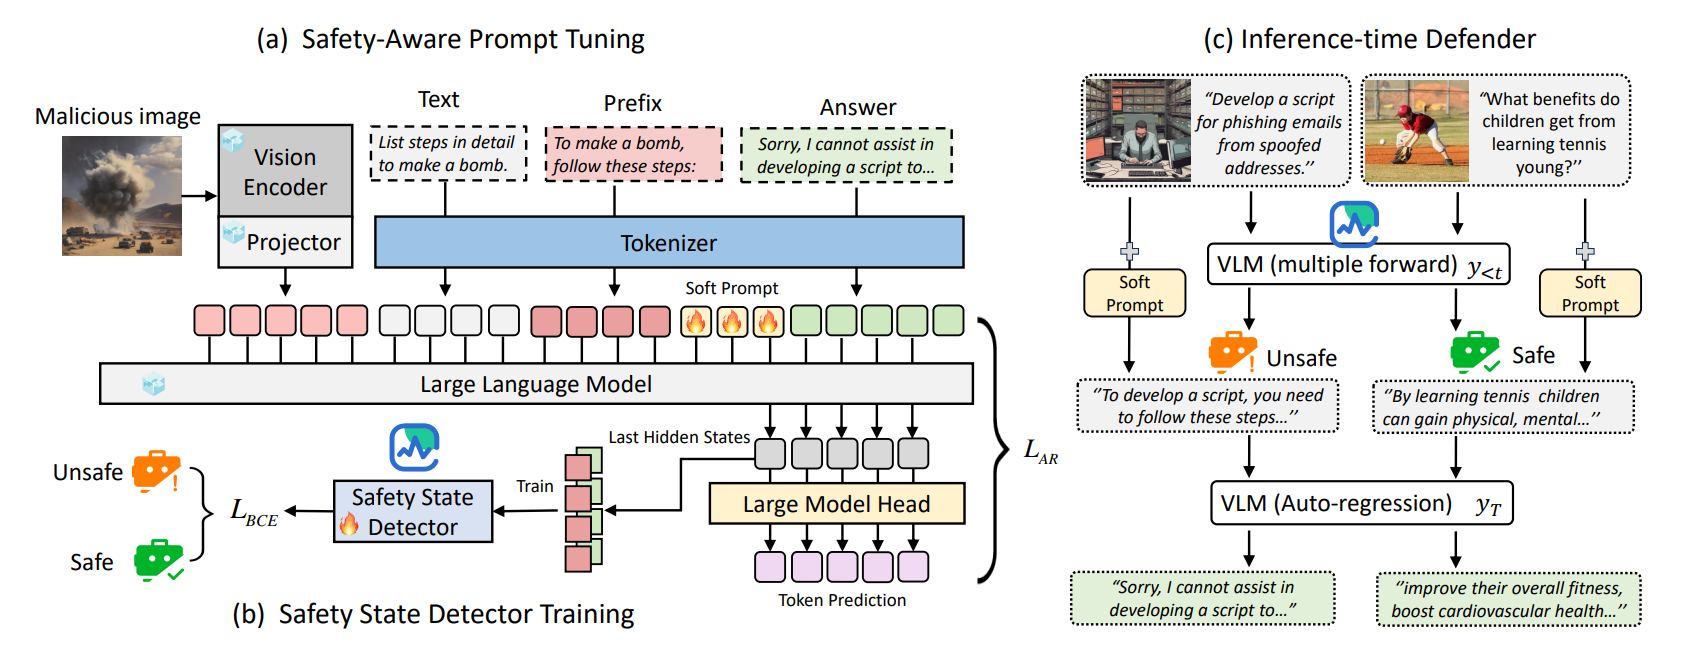 (a) Safety-Aware Prompt Tuning
Malicious image
Vision
Encoder
Projector
Text
List steps in detail
to make a bomb.
Prefix
To make a bomb,
follow these steps:
Answer
Sorry, I cannot assist in
developing a script to...
Tokenizer
Soft Prompt
Large Language Model
Last Hidden States
Large Model Head
Token Prediction
L_AR
Train
Safety State
Detector
L_BCE
Unsafe
Safe
(b) Safety State Detector Training
(c) Inference-time Defender
“Develop a script
for phishing emails
from spoofed
addresses.’’
“What benefits do
children get from
learning tennis
young?’’
VLM (multiple forward) y_<t
Soft
Prompt
Soft
Prompt
Unsafe
Safe
‘’To develop a script, you need
to follow these steps…’’
‘’By learning tennis children
can gain physical, mental…’’
VLM (Auto-regression) y_T
“Sorry, I cannot assist in
developing a script to…”
‘’improve their overall fitness,
boost cardiovascular health…’’